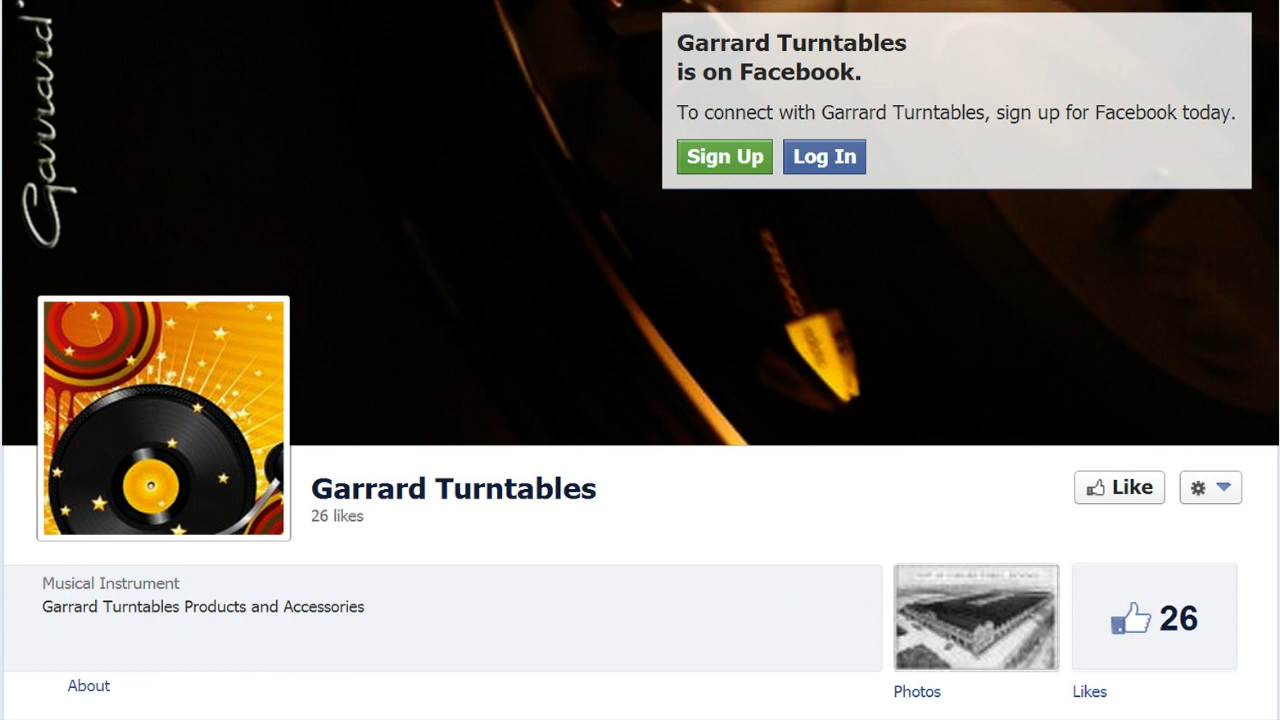 Garrard
Garrard Turntables
is on Facebook.
To connect with Garrard Turntables, sign up for Facebook today.
Sign Up Log In
Garrard Turntables
26 likes
Like
Musical Instrument
Garrard Turntables Products and Accessories
26
About
Photos
Likes